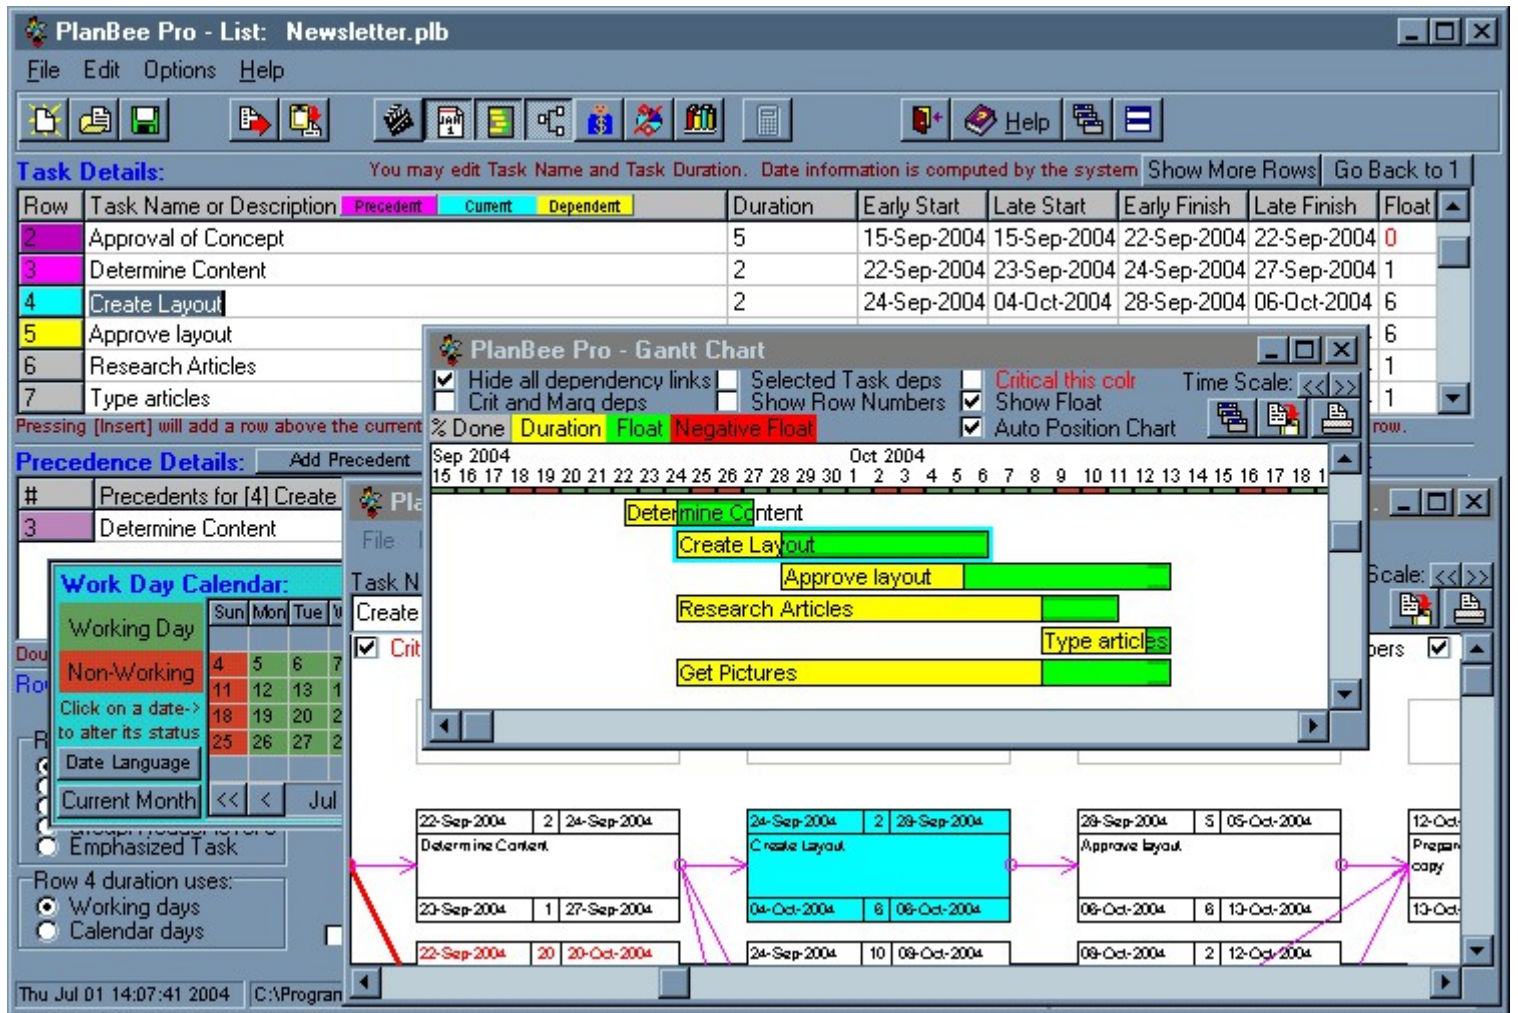 PlanBee Pro - List: Newsletter.plb
File Edit Options Help
Help
Task Details: You may edit Task Name and Task Duration. Date information is computed by the system Show More Rows Go Back to 1
Row Task Name or Description Precedent Current Dependent Duration Early Start Late Start Early Finish Late Finish Float
2 Approval of Concept 5 15-Sep-2004 15-Sep-2004 22-Sep-2004 22-Sep-2004 0
3 Determine Content 2 22-Sep-2004 23-Sep-2004 24-Sep-2004 27-Sep-2004 1
4 Create Layout 2 24-Sep-2004 04-Oct-2004 28-Sep-2004 06-Oct-2004 6
5 Approve layout 6
6 Research Articles 1
7 Type articles 1
Pressing [Insert] will add a row above the current row.
Precedence Details: Add Precedent
# Precedents for [4] Create
3 Determine Content
PlanBee Pro - Gantt Chart
Hide all dependency links Selected Task deps Critical this colr Time Scale: << >>
Crit and Marg deps Show Row Numbers Show Float
% Done Duration Float Negative Float Auto Position Chart
Sep 2004 Oct 2004
15 16 17 18 19 20 21 22 23 24 25 26 27 28 29 30 1 2 3 4 5 6 7 8 9 10 11 12 13 14 15 16 17 18 1
Determine Content
Create Layout
Approve layout
Research Articles
Type articles
Get Pictures
Work Day Calendar:
Working Day
Non-Working
Click on a date->
to alter its status
Date Language
Current Month << < Jul
Sun Mon Tue W
4 5 6 7
11 12 13 1
18 19 20 2
25 26 27 2
Emphasized Task
Row 4 duration uses:
Working days
Calendar days
Thu Jul 01 14:07:41 2004 C:\Program
Pla
File
Task N
Create
Crit
Scale: << >>
bers
22-Sep-2004 2 24-Sep-2004
Determine Content
23-Sep-2004 1 27-Sep-2004
24-Sep-2004 2 28-Sep-2004
Create Layout
04-Oct-2004 6 06-Oct-2004
28-Sep-2004 5 05-Oct-2004
Approve layout
06-Oct-2004 6 13-Oct-2004
12-Oct-
Prepar
copy
13-Oct-
22-Sep-2004 20 20-Oct-2004
24-Sep-2004 10 08-Oct-2004
08-Oct-2004 2 12-Oct-2004